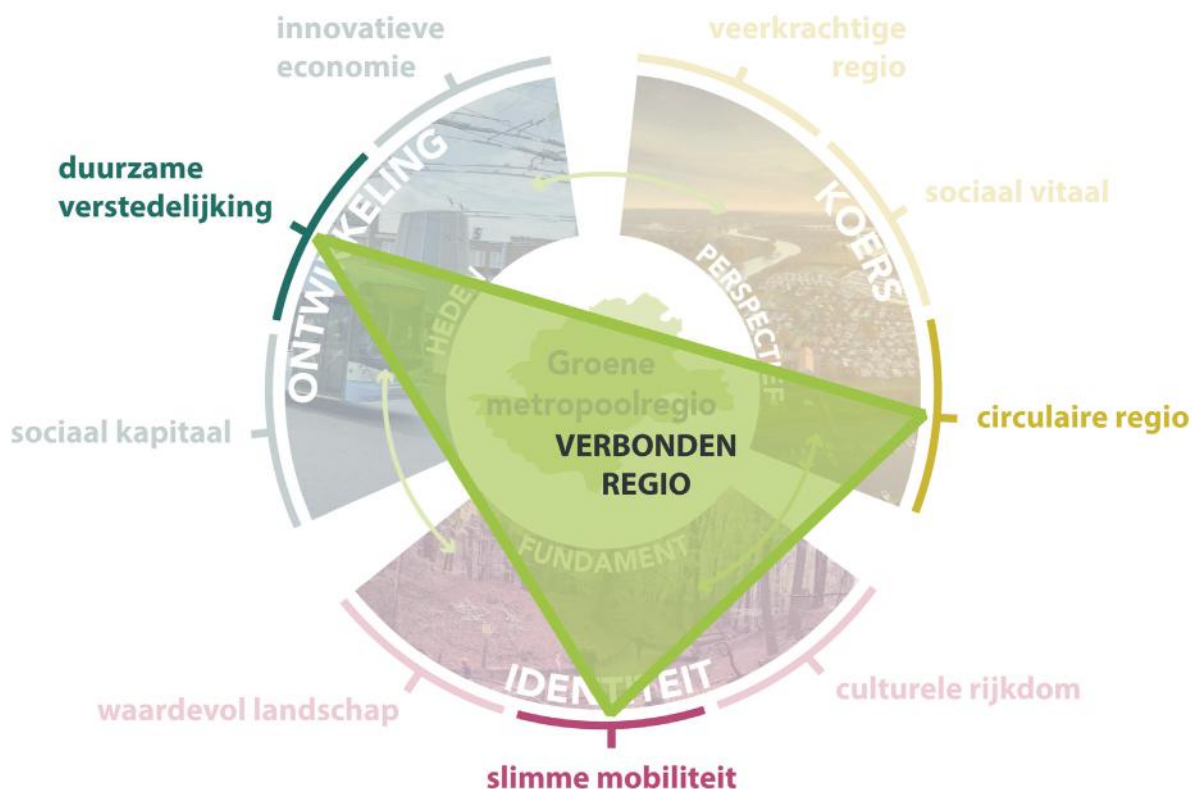 innovatieve
economie
veerkrachtige
regio
duurzame
verstedelijking
ONTWIKKELING
KOERS
sociaal vitaal
HEDEN
PERSPECTIEF
Groene
metropoolregio
VERBONDEN
REGIO
circulaire regio
sociaal kapitaal
FUNDAMENT
IDENTITEIT
waardevol landschap
culturele rijkdom
slimme mobiliteit